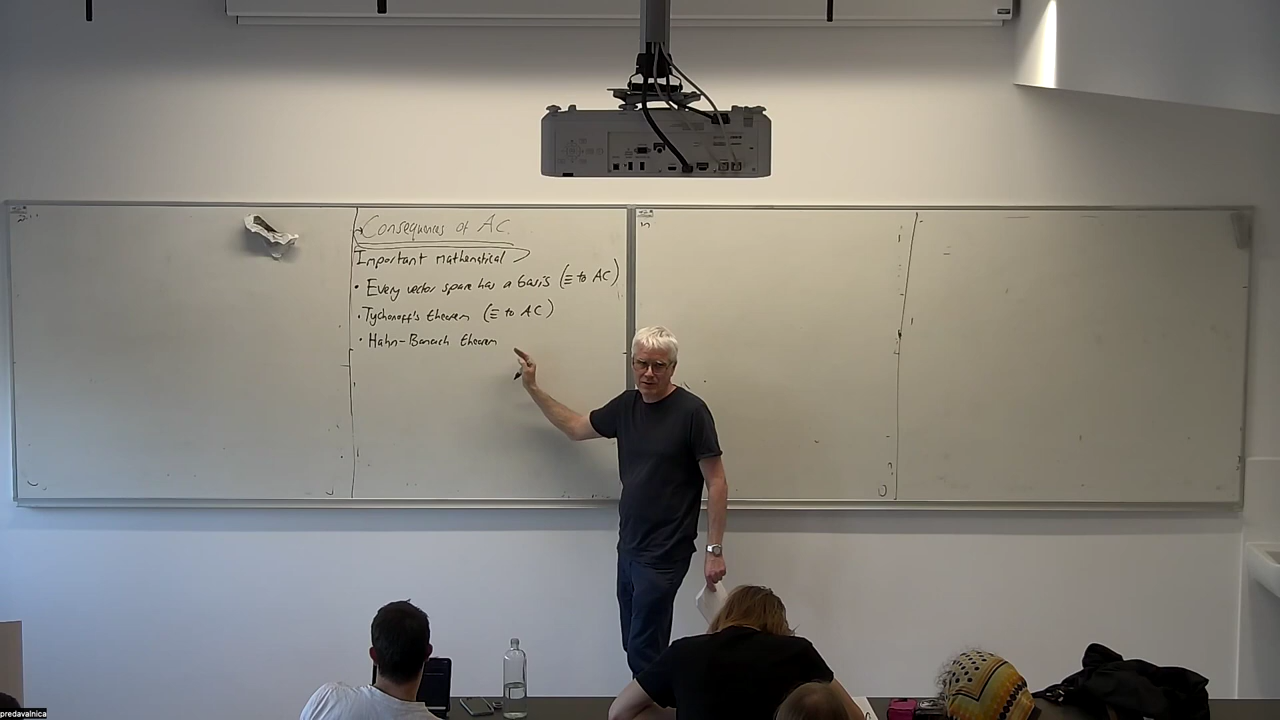 Consequences of AC.
Important mathematical
• Every vector space has a basis (≡ to AC)
• Tychonoff's theorem (≡ to AC)
• Hahn-Banach theorem
predavalnica